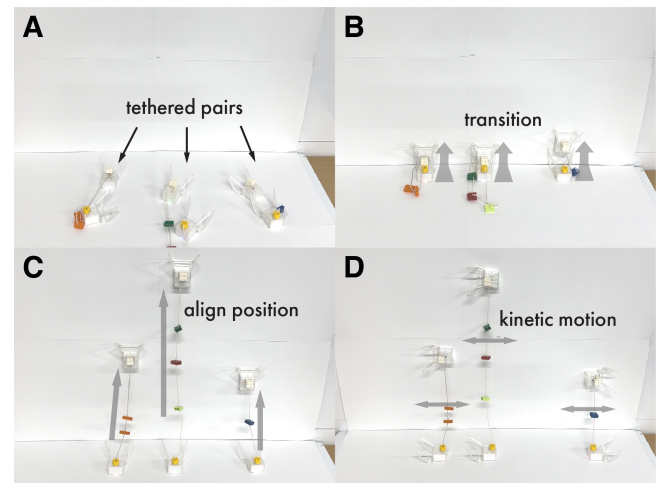 A
tethered pairs
B
transition
C
align position
D
kinetic motion